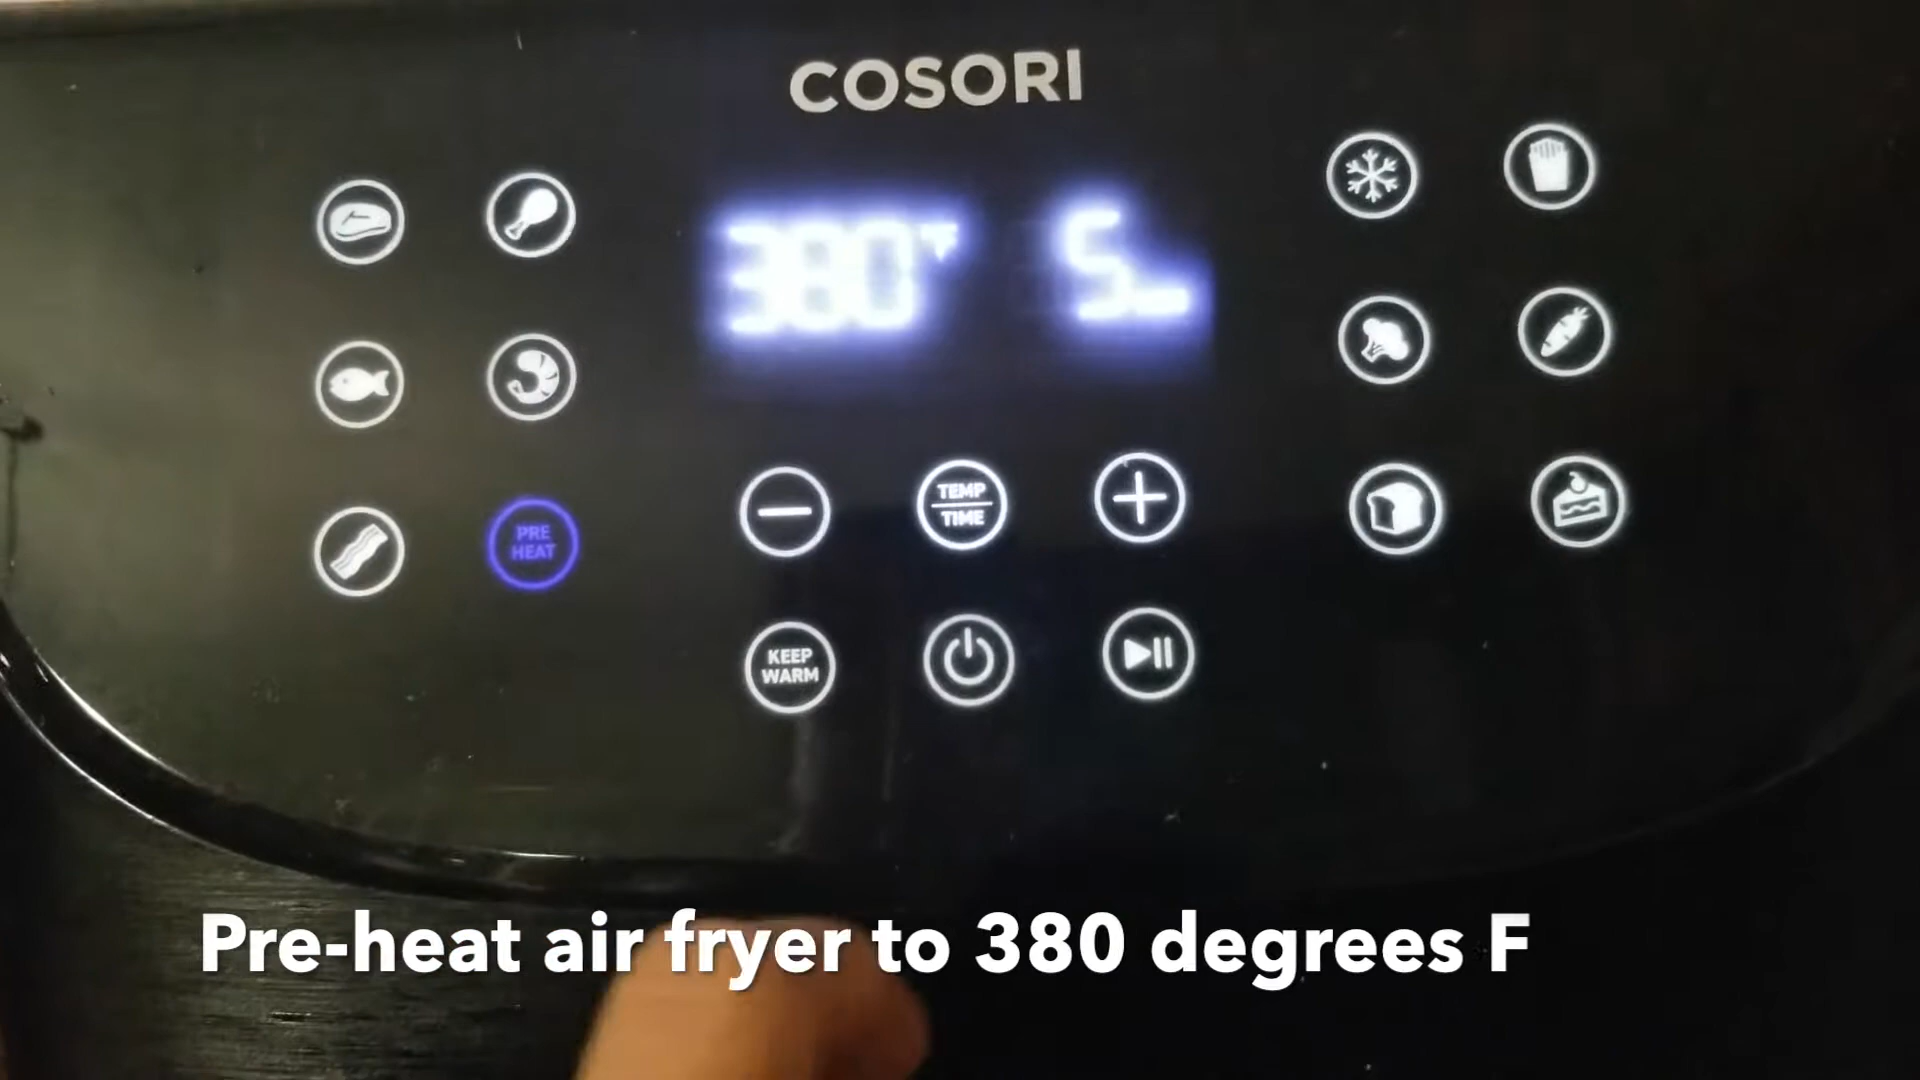 COSORI
380°F 5
PRE
HEAT
TEMP
TIME
KEEP
WARM
Pre-heat air fryer to 380 degrees F